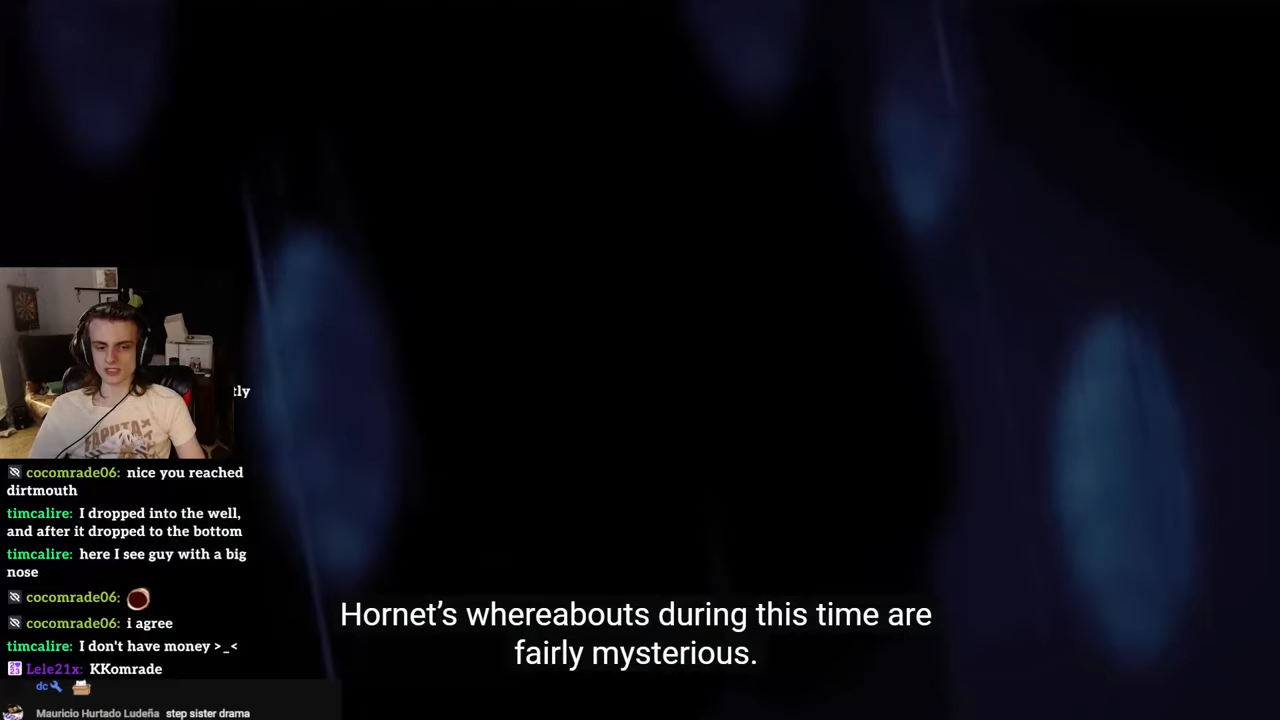 tly
cocomrade06: nice you reached
dirtmouth
timcalire: I dropped into the well,
and after it dropped to the bottom
timcalire: here I see guy with a big
nose
cocomrade06:
cocomrade06: i agree
timcalire: I don't have money >_<
Lele21x: KKomrade
dc
Mauricio Hurtado Ludeña step sister drama
Hornet’s whereabouts during this time are
fairly mysterious.